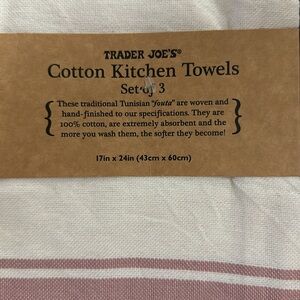 TRADER JOE'S®
Cotton Kitchen Towels
Set of 3
These traditional Tunisian "fouta" are woven and
hand-finished to our specifications. They are
100% cotton, are extremely absorbent and the
more you wash them, the softer they become!
17in x 24in (43cm x 60cm)